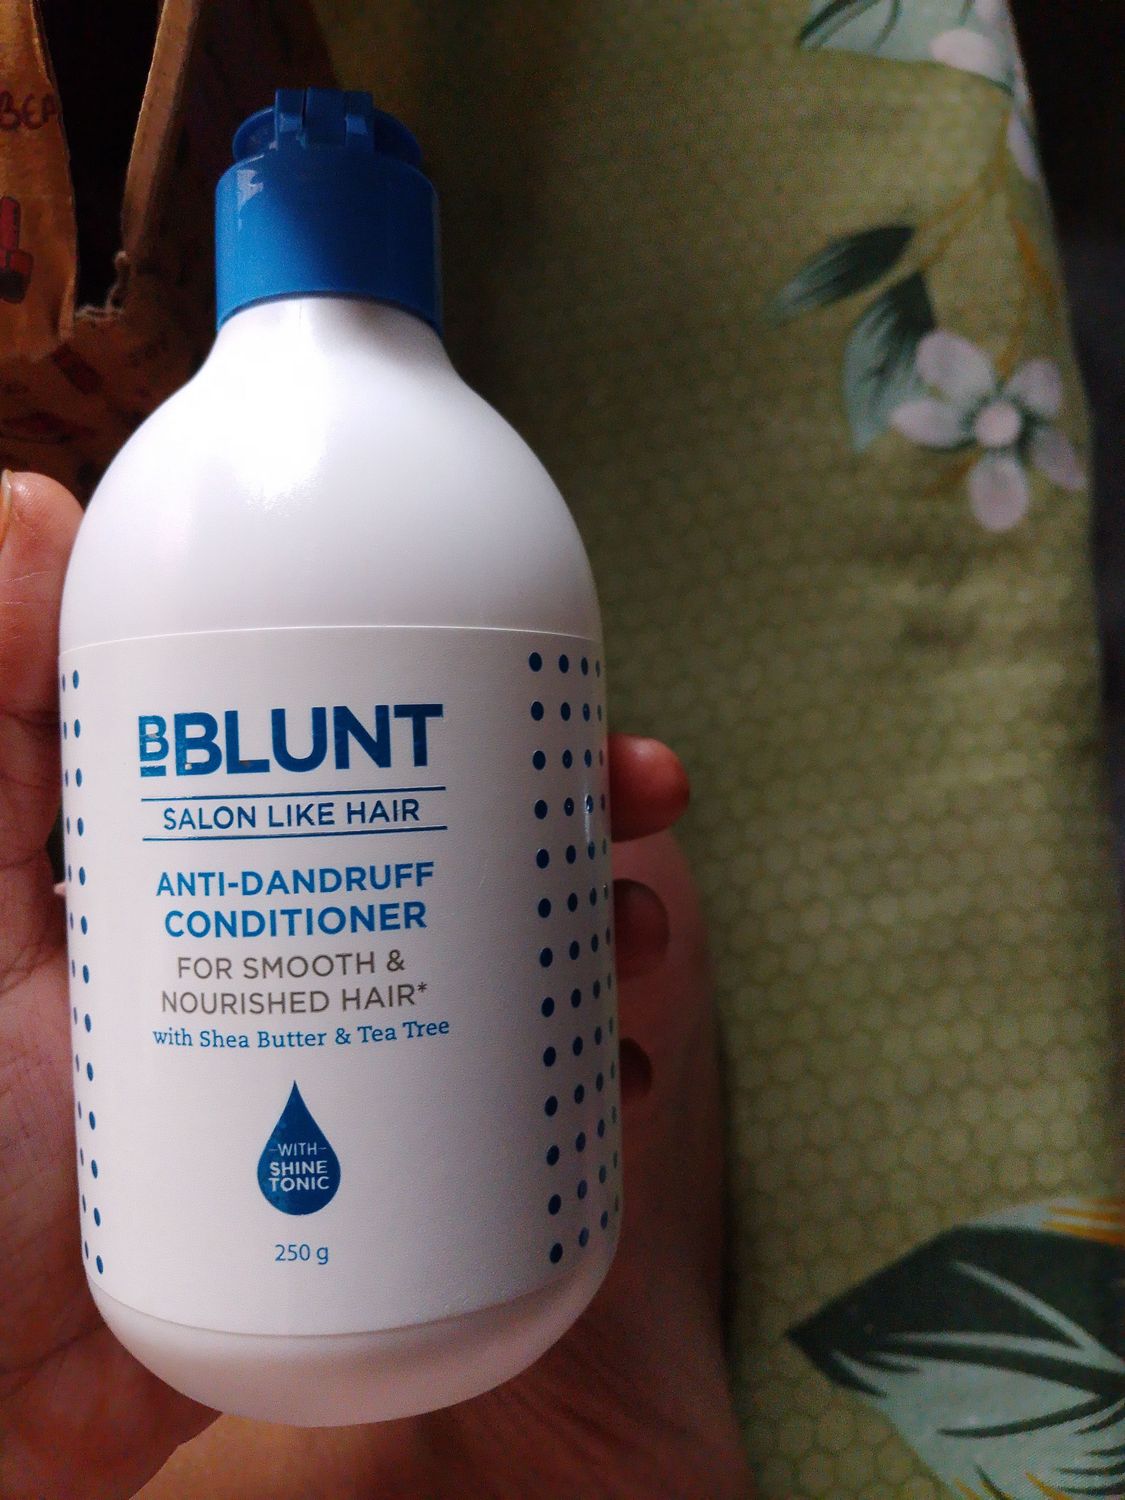 BBLUNT
SALON LIKE HAIR
ANTI-DANDRUFF
CONDITIONER
FOR SMOOTH &
NOURISHED HAIR*
with Shea Butter & Tea Tree
WITH
SHINE
TONIC
250 g